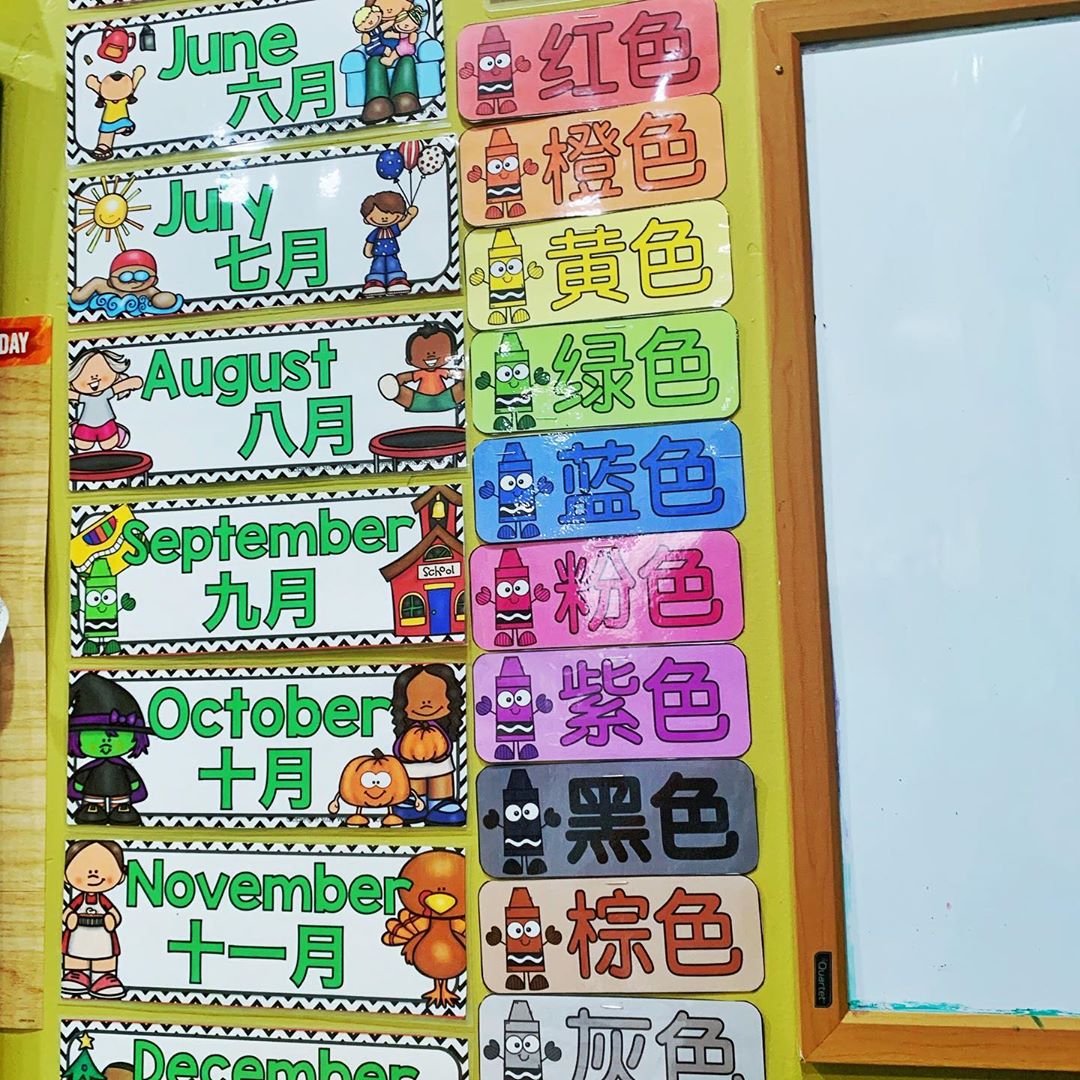 June
六月
July
七月
August
八月
September
九月
School
October
十月
November
十一月
December
红色
橙色
黄色
绿色
蓝色
粉色
紫色
黑色
棕色
灰色
DAY
Quartet